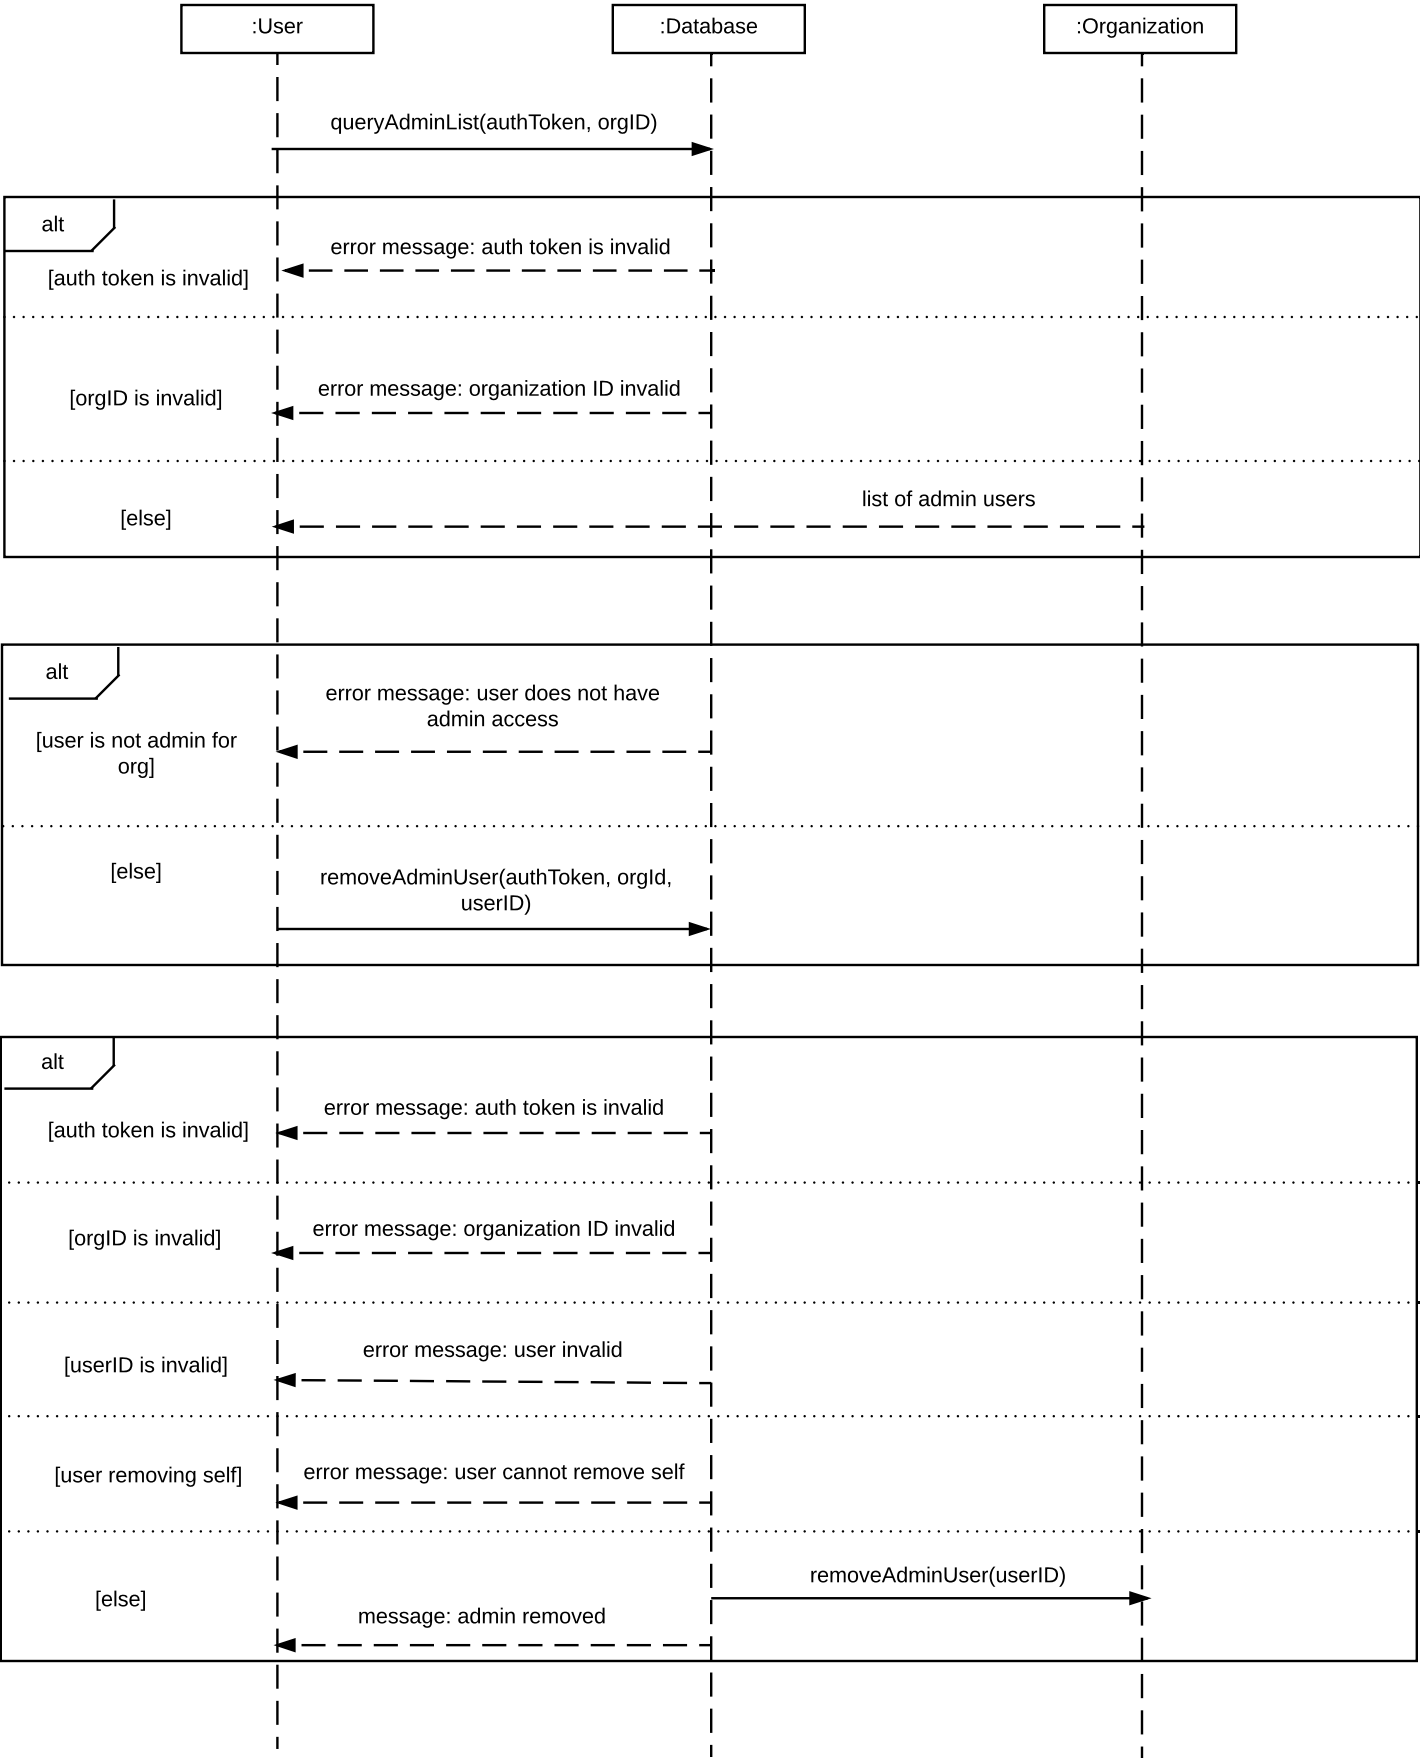 :User
:Database
:Organization
queryAdminList(authToken, orgID)
alt
error message: auth token is invalid
[auth token is invalid]
error message: organization ID invalid
[orgID is invalid]
list of admin users
[else]
alt
error message: user does not have
admin access
[user is not admin for
org]
[else]
removeAdminUser(authToken, orgId,
userID)
alt
error message: auth token is invalid
[auth token is invalid]
error message: organization ID invalid
[orgID is invalid]
error message: user invalid
[userID is invalid]
error message: user cannot remove self
[user removing self]
removeAdminUser(userID)
[else]
message: admin removed